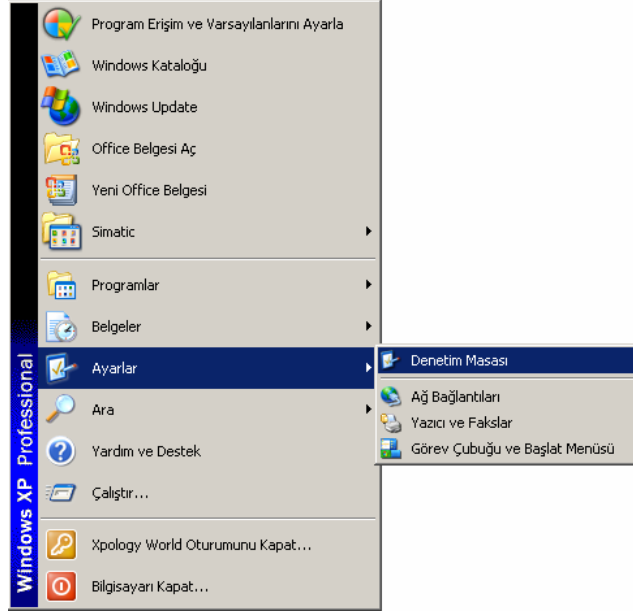 Program Erişim ve Varsayılanlarını Ayarla
Windows Kataloğu
Windows Update
Office Belgesi Aç
Yeni Office Belgesi
Simatic
Programlar
Belgeler
Ayarlar
Ara
Yardım ve Destek
Çalıştır...
Xpology World Oturumunu Kapat...
Bilgisayarı Kapat...
Windows XP Professional
Denetim Masası
Ağ Bağlantıları
Yazıcı ve Fakslar
Görev Çubuğu ve Başlat Menüsü